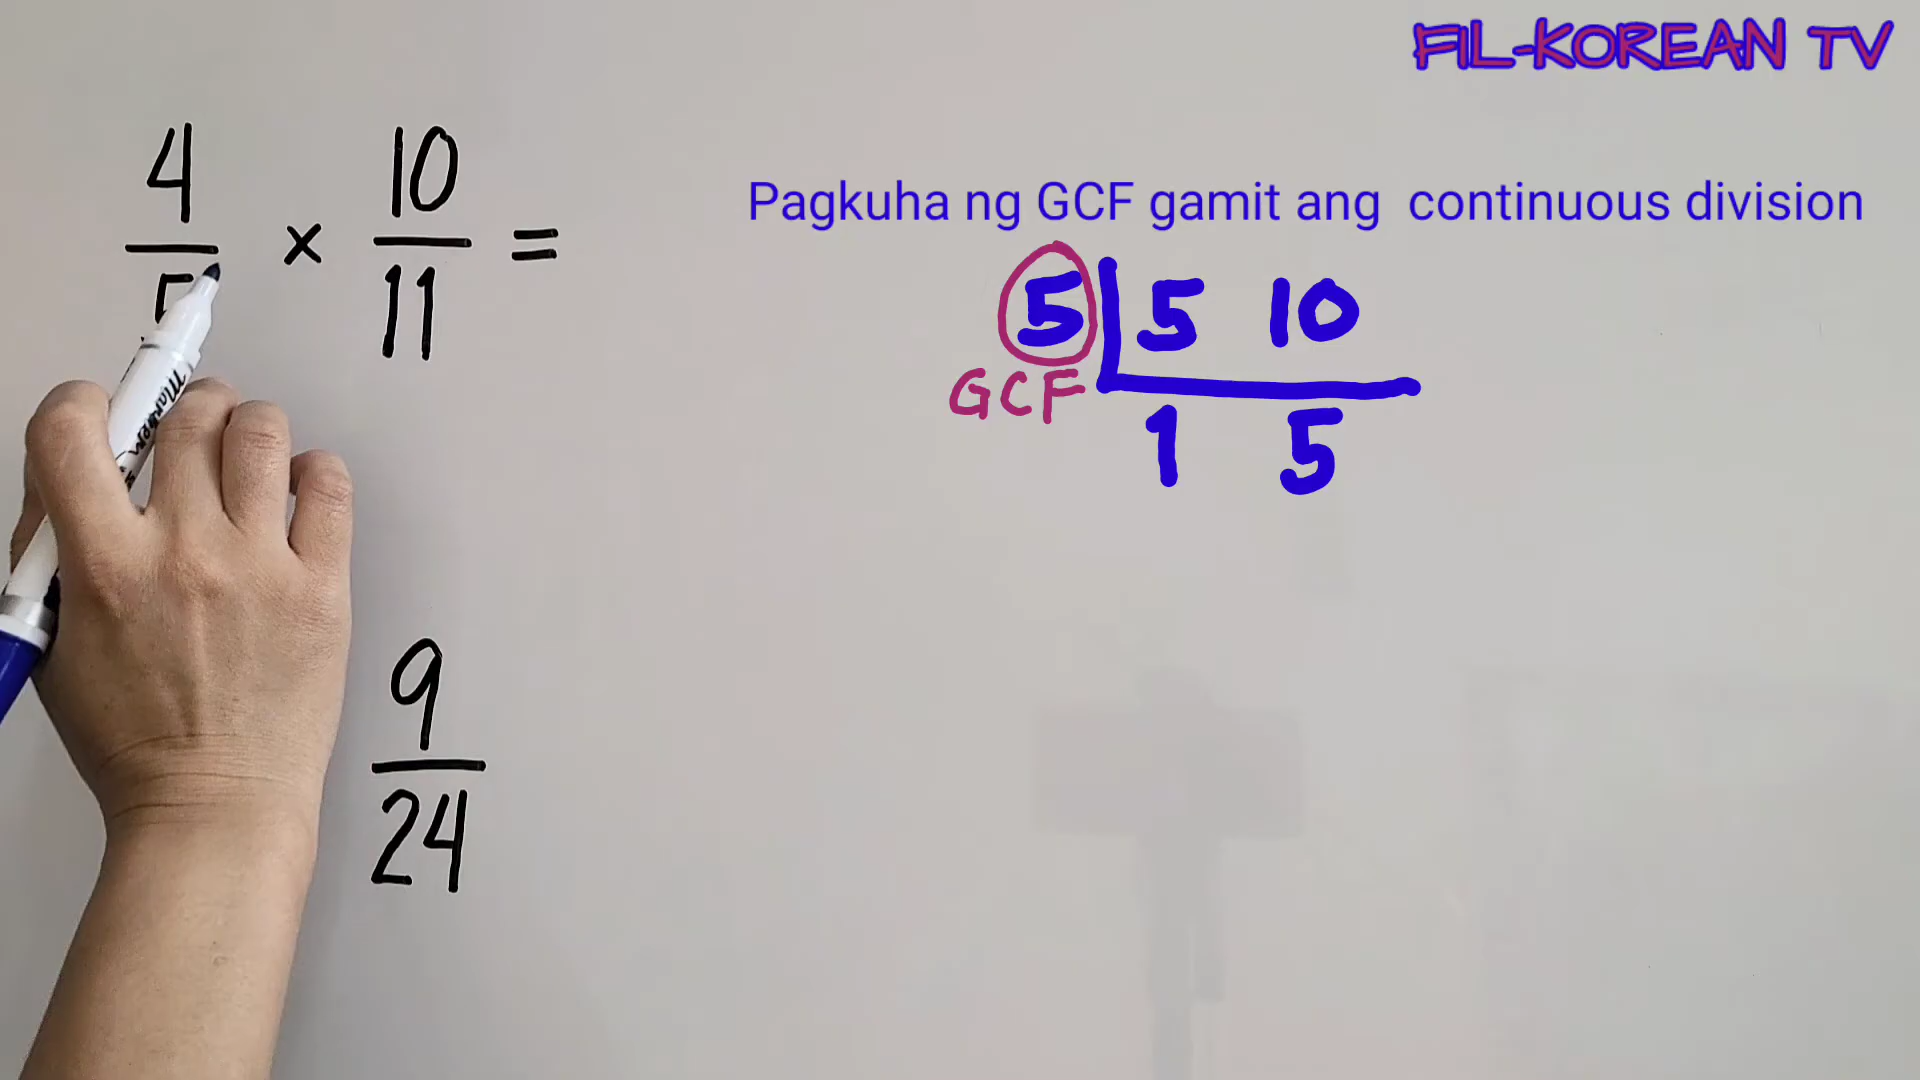 FIL-KOREAN TV
Pagkuha ng GCF gamit ang continuous division
4/5 × 10/11 =
5 | 5 10
GCF
1 5
9/24